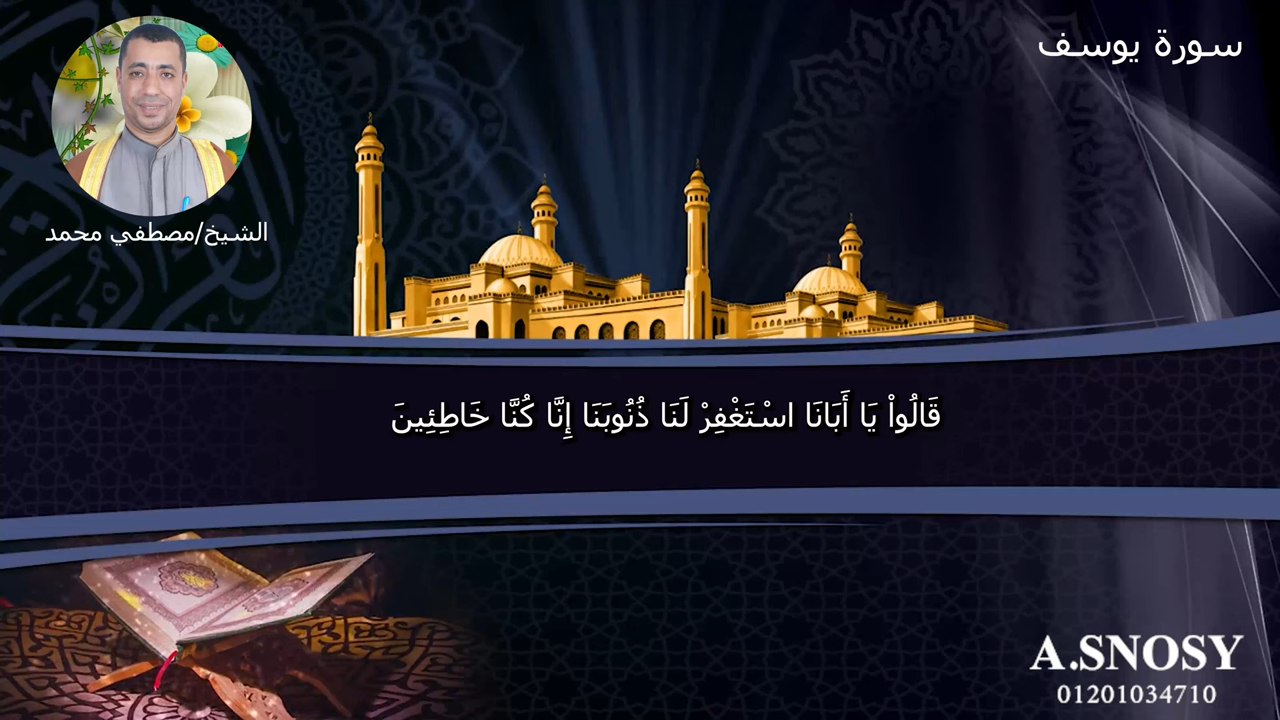 سورة يوسف
الشيخ/مصطفي محمد
قَالُواْ يَا أَبَانَا اسْتَغْفِرْ لَنَا ذُنُوبَنَا إِنَّا كُنَّا خَاطِئِينَ
A.SNOSY
01201034710